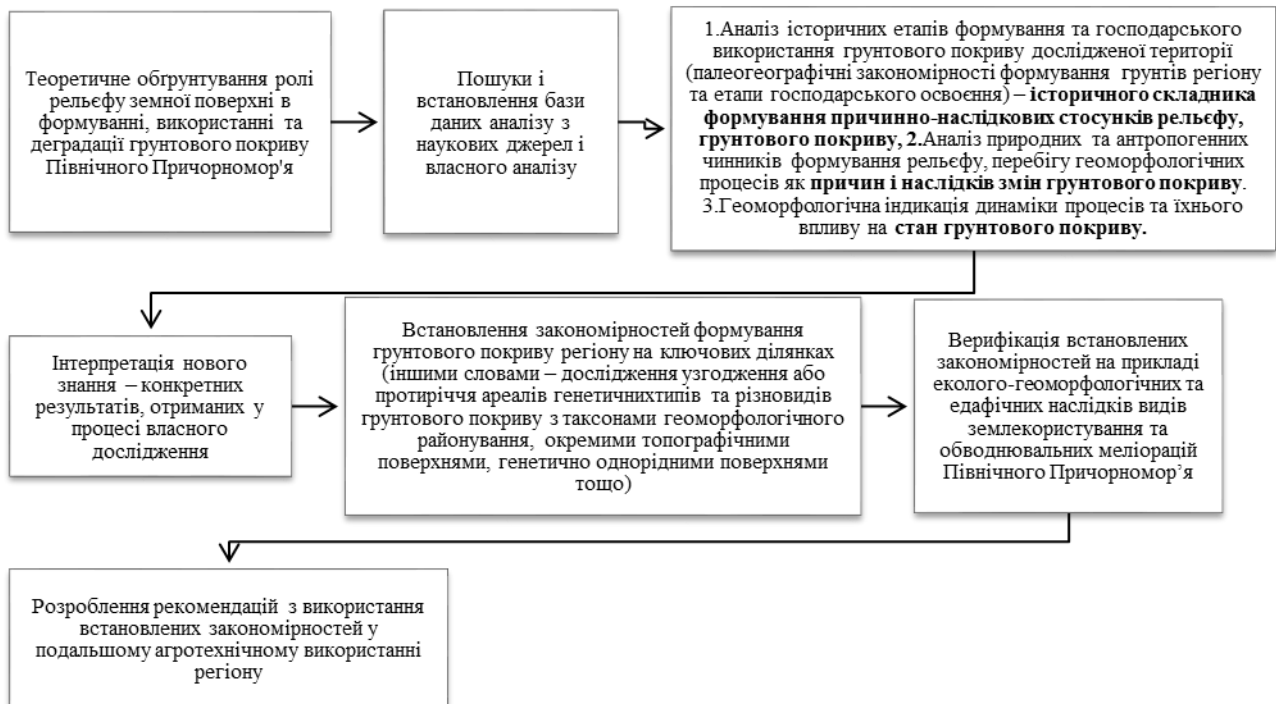 Теоретичне обґрунтування ролі
рельєфу земної поверхні в
формуванні, використанні та
деградації грунтового покриву
Північного Причорномор'я
Пошуки і
встановлення бази
даних аналізу з
наукових джерел і
власного аналізу
1.Аналіз історичних етапів формування та господарського
використання грунтового покриву дослідженої території
(палеогеографічні закономірності формування грунтів регіону
та етапи господарського освоєння) – історичного складника
формування причинно-наслідкових стосунків рельєфу,
грунтового покриву, 2.Аналіз природних та антропогенних
чинників формування рельєфу, перебігу геоморфологічних
процесів як причин і наслідків змін грунтового покриву.
3.Геоморфологічна індикація динаміки процесів та їхнього
впливу на стан грунтового покриву.
Інтерпретація нового
знання – конкретних
результатів, отриманих у
процесі власного
дослідження
Встановлення закономірностей формування
грунтового покриву регіону на ключових ділянках
(іншими словами – дослідження узгодження або
протиріччя ареалів генетичнихтипів та різновидів
грунтового покриву з таксонами геоморфологічного
районування, окремими топографічними
поверхнями, генетично однорідними поверхнями
тощо)
Верифікація встановлених
закономірностей на прикладі
еколого-геоморфологічних та
едафічних наслідків видів
землекористування та
обводнювальних меліорацій
Північного Причорномор’я
Розроблення рекомендацій з використання
встановлених закономірностей у
подальшому агротехнічному використанні
регіону